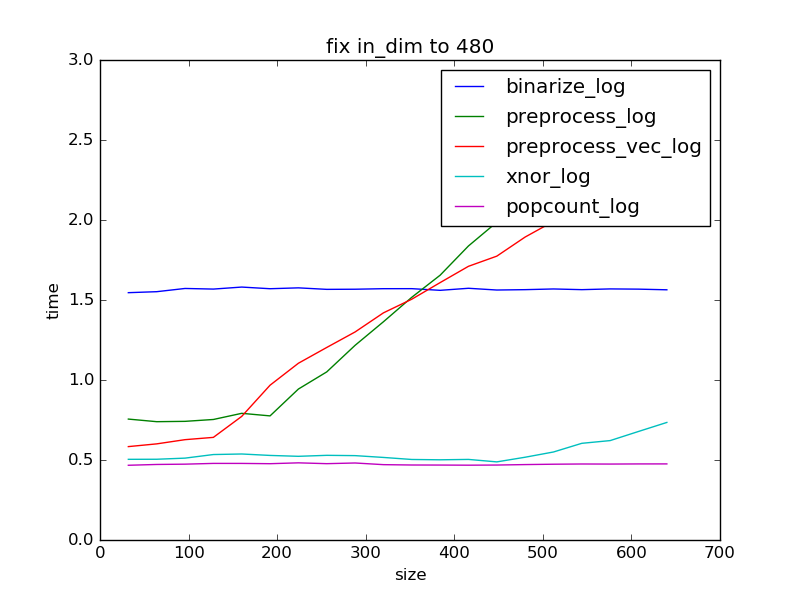 fix in_dim to 480
3.0
2.5
2.0
1.5
1.0
0.5
0.0
time
binarize_log
preprocess_log
preprocess_vec_log
xnor_log
popcount_log
0 100 200 300 400 500 600 700
size